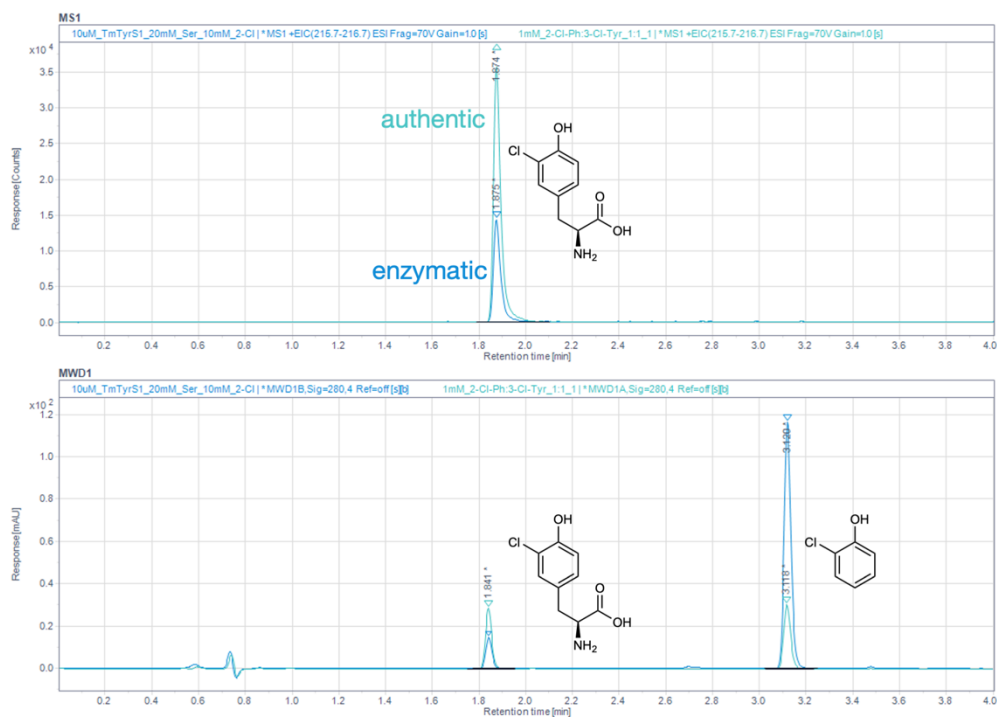 MS1
10uM_TmTyrS1_20mM_Ser_10mM_2-Cl | *MS1 +EIC(215.7-216.7) ESI Frag=70V Gain=1.0 [s] 1mM_2-Cl-Ph:3-Cl-Tyr_1:1_1 | *MS1 +EIC(215.7-216.7) ESI Frag=70V Gain=1.0 [s]
x10⁴
3.5
3.0
2.5
2.0
1.5
1.0
0.5
0.0
Response [Counts]
1.874 *
authentic
1.875 *
enzymatic
OH
Cl
O
OH
NH₂
0.2 0.4 0.6 0.8 1.0 1.2 1.4 1.6 1.8 2.0 2.2 2.4 2.6 2.8 3.0 3.2 3.4 3.6 3.8 4.0
Retention time [min]
MWD1
10uM_TmTyrS1_20mM_Ser_10mM_2-Cl | *MWD1B,Sig=280,4 Ref=off 1mM_2-Cl-Ph:3-Cl-Tyr_1:1_1 | *MWD1A,Sig=280,4 Ref=off
x10²
1.2
1.0
0.8
0.6
0.4
0.2
0.0
Response [mAU]
1.841 *
OH
Cl
O
OH
NH₂
3.120 *
3.118 *
OH
Cl
0.2 0.4 0.6 0.8 1.0 1.2 1.4 1.6 1.8 2.0 2.2 2.4 2.6 2.8 3.0 3.2 3.4 3.6 3.8 4.0
Retention time [min]